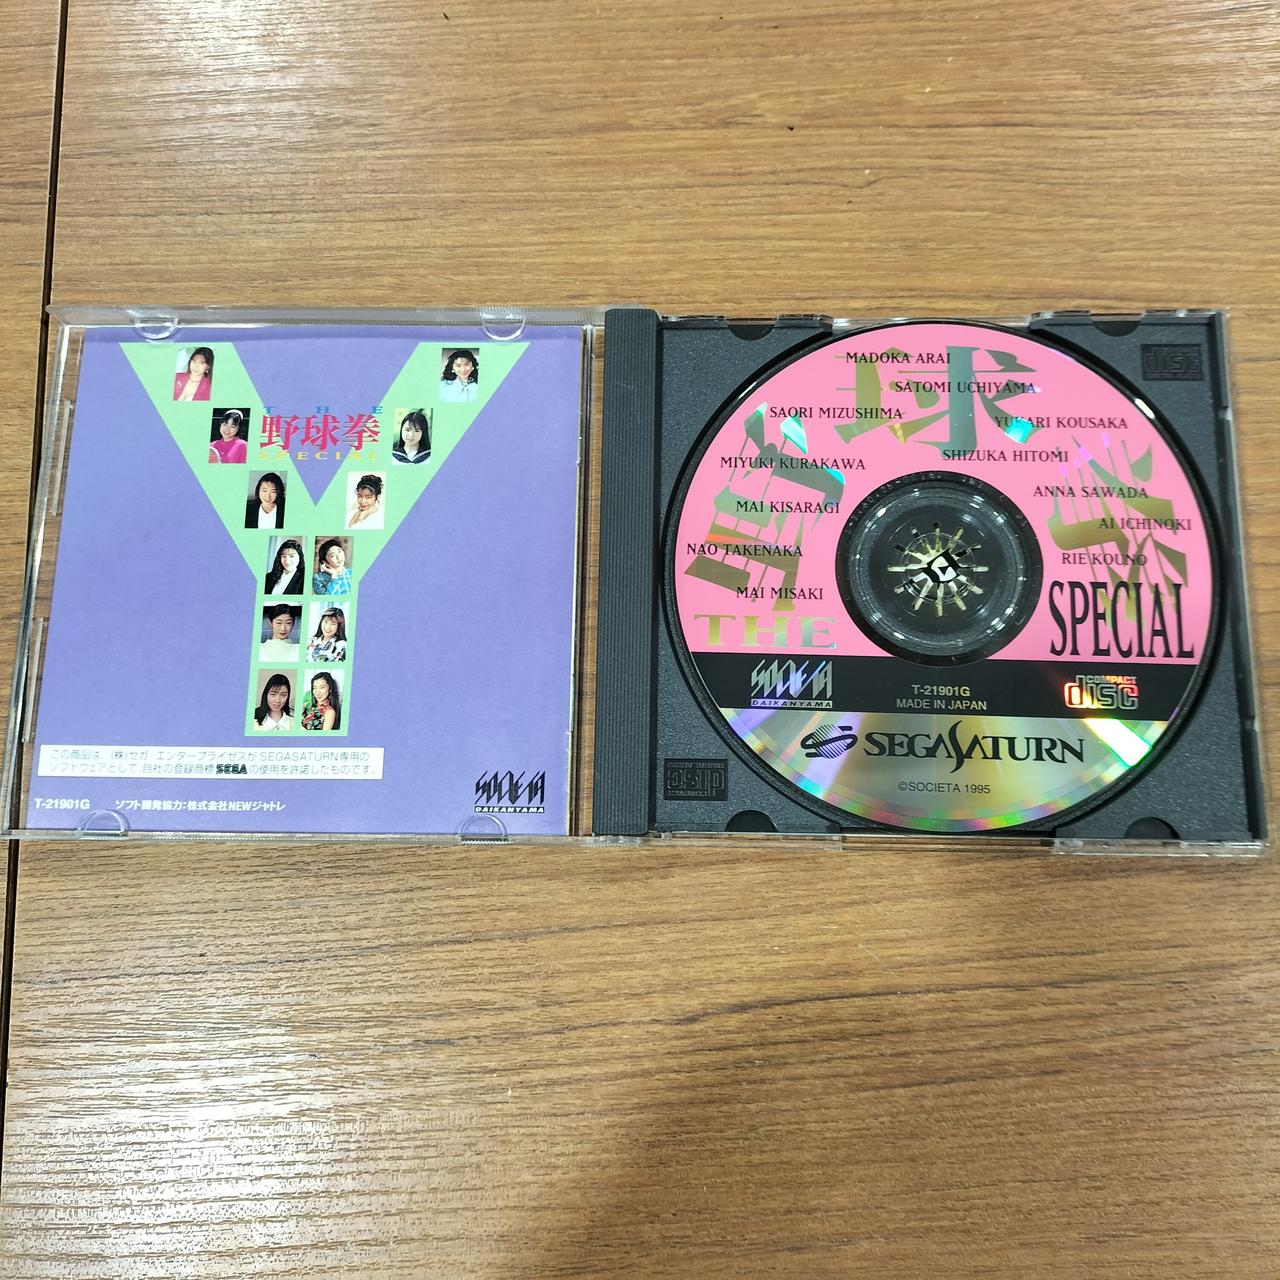 THE
野球拳
SPECIAL
この商品は、(株)セガ エンタープライゼスがSEGASATURN専用の
ソフトウェアとして、自社の登録商標SEGAの使用を許諾したものです。
T-21901G
ソフト開発協力:株式会社NEWジャトレ
SOCIETA
DAIKANYAMA
MADOKA ARAI
SATOMI UCHIYAMA
SAORI MIZUSHIMA
YUKARI KOUSAKA
SHIZUKA HITOMI
MIYUKI KURAKAWA
ANNA SAWADA
MAI KISARAGI
AI ICHINOKI
NAO TAKENAKA
RIE KOUNO
MAI MISAKI
THE
野球拳
SPECIAL
SOCIETA
DAIKANYAMA
T-21901G
MADE IN JAPAN
COMPACT
disc
SEGASATURN
©SOCIETA 1995
disc
COMPACT
disc